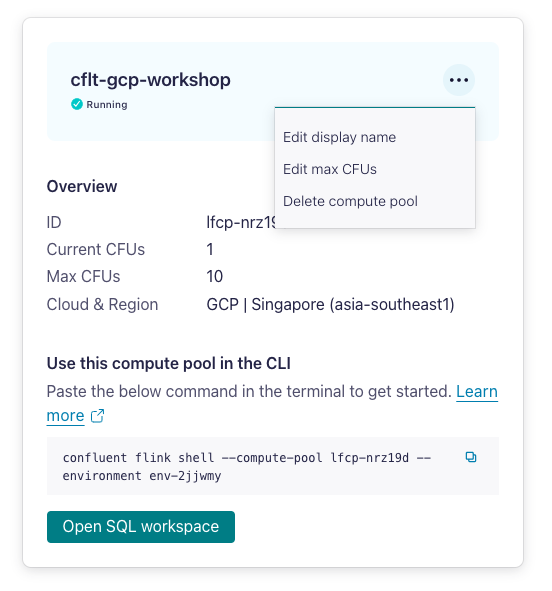 cflt-gcp-workshop
Running
Edit display name
Edit max CFUs
Delete compute pool
Overview
ID lfcp-nrz19
Current CFUs 1
Max CFUs 10
Cloud & Region GCP | Singapore (asia-southeast1)
Use this compute pool in the CLI
Paste the below command in the terminal to get started. Learn
more
confluent flink shell --compute-pool lfcp-nrz19d --
environment env-2jjwmy
Open SQL workspace